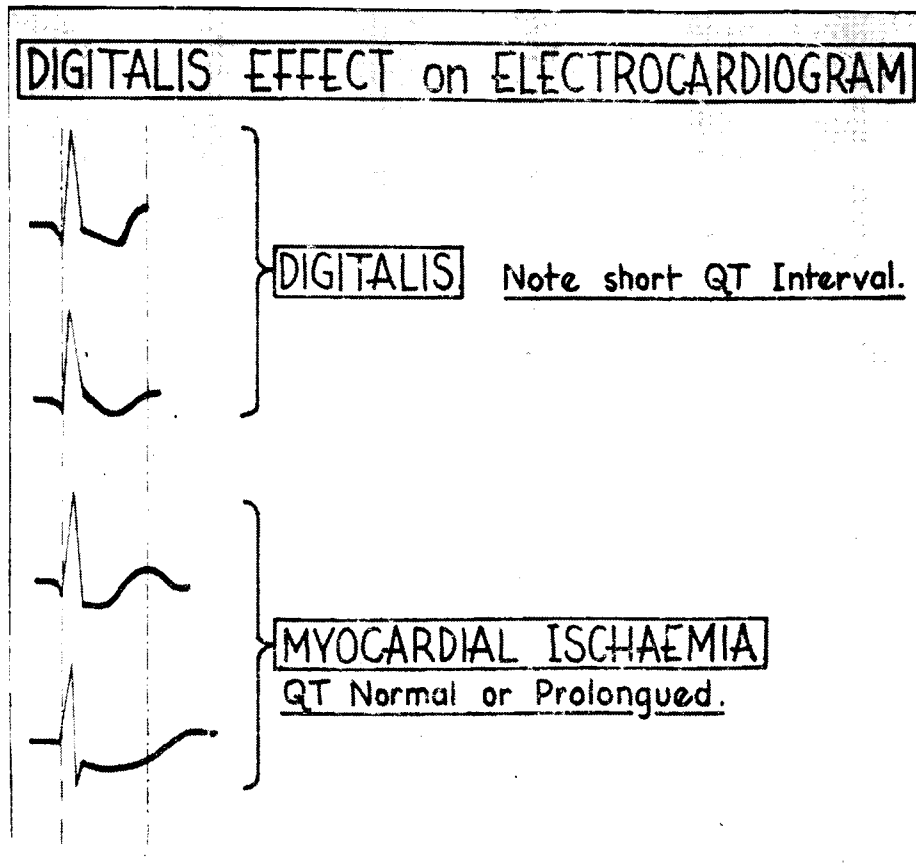 DIGITALIS EFFECT on ELECTROCARDIOGRAM
DIGITALIS
Note short QT Interval.
MYOCARDIAL ISCHAEMIA
QT Normal or Prolongued.